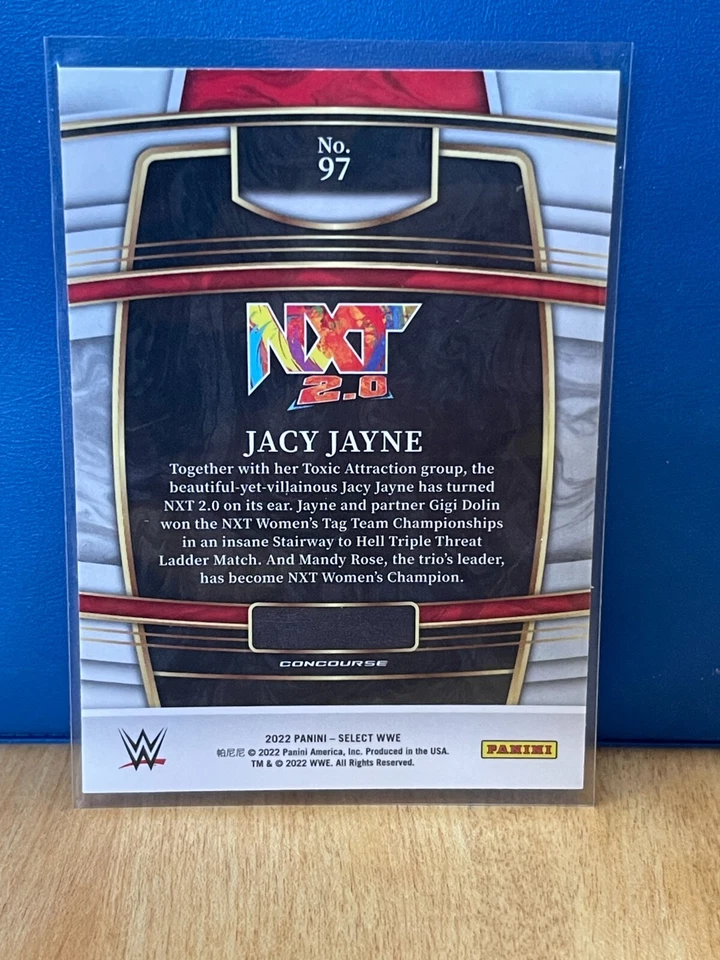 No.
97
NXT
2.0
JACY JAYNE
Together with her Toxic Attraction group, the
beautiful-yet-villainous Jacy Jayne has turned
NXT 2.0 on its ear. Jayne and partner Gigi Dolin
won the NXT Women's Tag Team Championships
in an insane Stairway to Hell Triple Threat
Ladder Match. And Mandy Rose, the trio's leader,
has become NXT Women's Champion.
CONCOURSE
W
2022 PANINI – SELECT WWE
帕尼尼 © 2022 Panini America, Inc. Produced in the USA.
TM & © 2022 WWE. All Rights Reserved.
PANINI